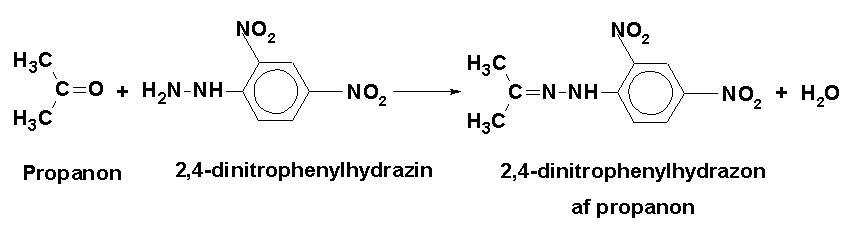 NO₂ NO₂
H₃C H₃C
C=O + H₂N-NH NO₂ C=N-NH NO₂ + H₂O
H₃C H₃C
Propanon 2,4-dinitrophenylhydrazin 2,4-dinitrophenylhydrazon
af propanon